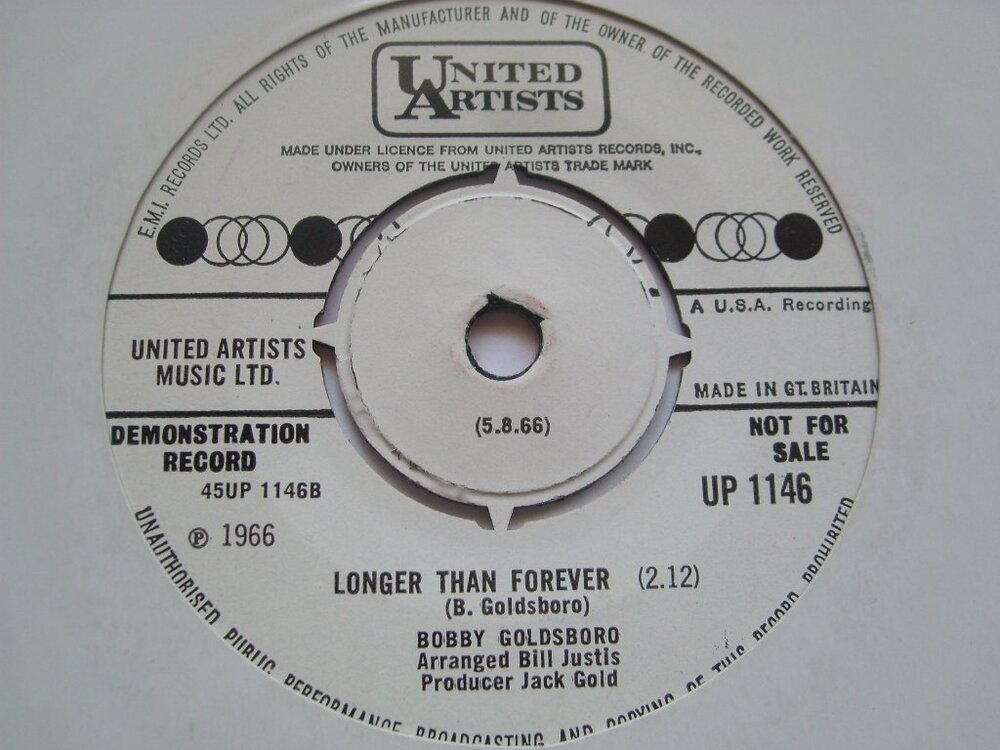 E.M.I. RECORDS LTD. ALL RIGHTS OF THE MANUFACTURER AND OF THE OWNER OF THE RECORDED WORK RESERVED
UNITED
ARTISTS
MADE UNDER LICENCE FROM UNITED ARTISTS RECORDS, INC.,
OWNERS OF THE UNITED ARTISTS TRADE MARK
A U.S.A. Recording
UNITED ARTISTS
MUSIC LTD.
MADE IN GT. BRITAIN
(5.8.66)
DEMONSTRATION
RECORD
NOT FOR
SALE
45UP 1146B
UP 1146
℗ 1966
LONGER THAN FOREVER (2.12)
(B. Goldsboro)
BOBBY GOLDSBORO
Arranged Bill Justis
Producer Jack Gold
UNAUTHORISED PUBLIC PERFORMANCE BROADCASTING AND COPYING OF THIS RECORD PROHIBITED